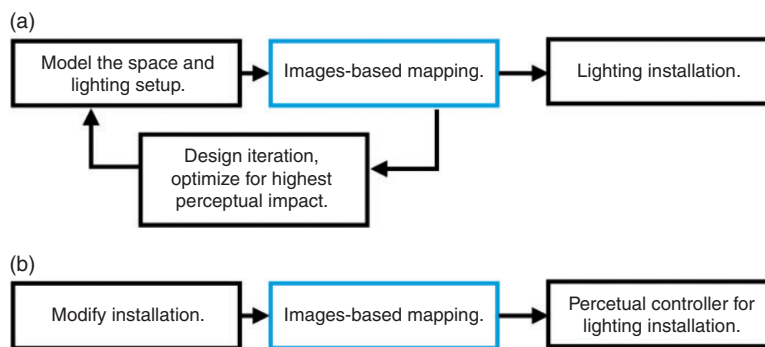 (a)
Model the space and
lighting setup.
Images-based mapping.
Lighting installation.
Design iteration,
optimize for highest
perceptual impact.
(b)
Modify installation.
Images-based mapping.
Percetual controller for
lighting installation.